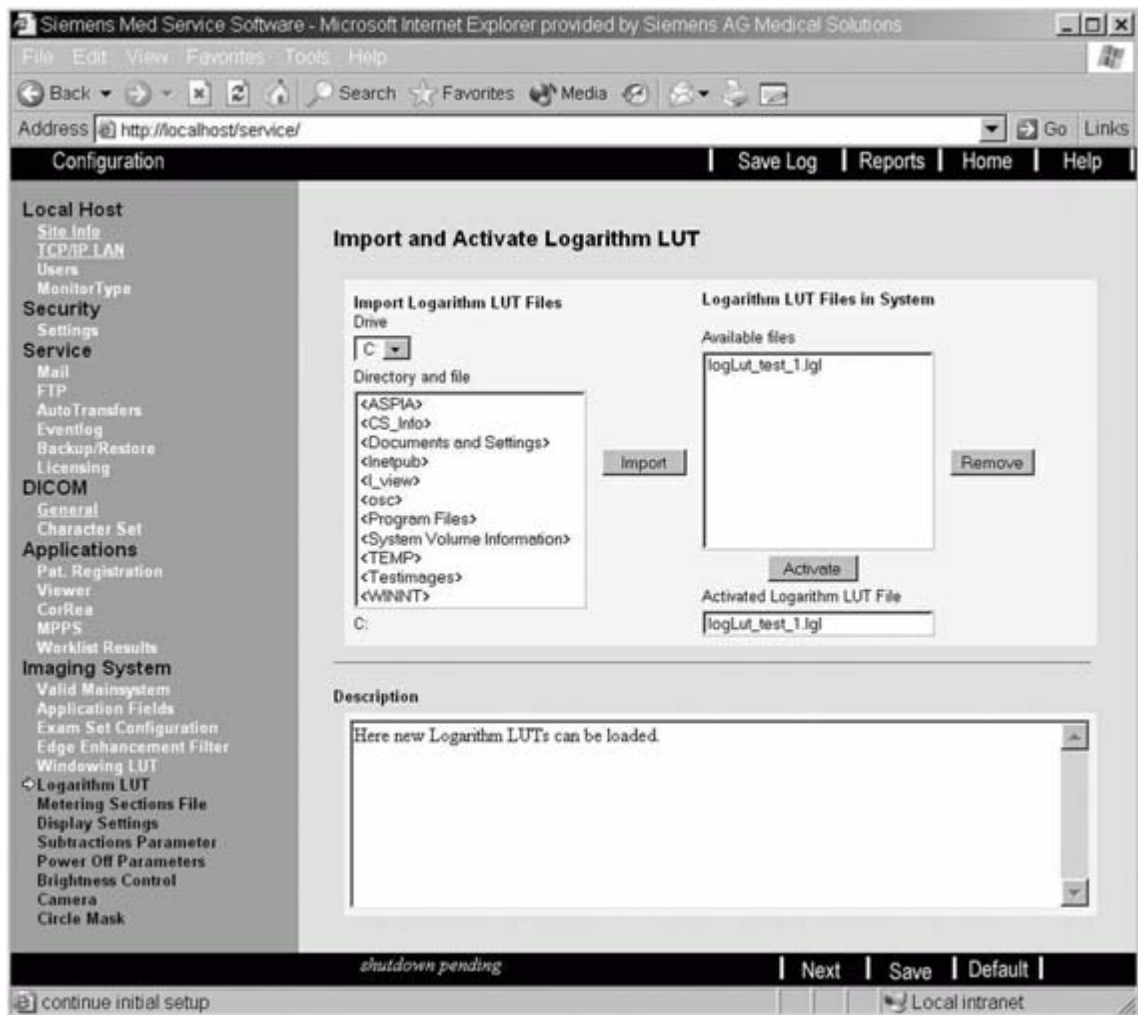 Siemens Med Service Software - Microsoft Internet Explorer provided by Siemens AG Medical Solutions
File Edit View Favorites Tools Help
Back Search Favorites Media
Address http://localhost/service/ Go Links
Configuration Save Log Reports Home Help
Local Host
Site Info
TCP/IP LAN
Users
MonitorType
Security
Settings
Service
Mail
FTP
AutoTransfers
Eventlog
Backup/Restore
Licensing
DICOM
General
Character Set
Applications
Pat. Registration
Viewer
CorRea
MPPS
Worklist Results
Imaging System
Valid Mainsystem
Application Fields
Exam Set Configuration
Edge Enhancement Filter
Windowing LUT
Logarithm LUT
Metering Sections File
Display Settings
Subtractions Parameter
Power Off Parameters
Brightness Control
Camera
Circle Mask
Import and Activate Logarithm LUT
Import Logarithm LUT Files
Drive
C
Directory and file
<ASPIA>
<CS_Info>
<Documents and Settings>
<Inetpub>
<I_view>
<osc>
<Program Files>
<System Volume Information>
<TEMP>
<Testimages>
<WINNT>
C:
Import
Logarithm LUT Files in System
Available files
logLut_test_1.lgl
Remove
Activate
Activated Logarithm LUT File
logLut_test_1.lgl
Description
Here new Logarithm LUTs can be loaded.
shutdown pending Next Save Default
continue initial setup Local intranet